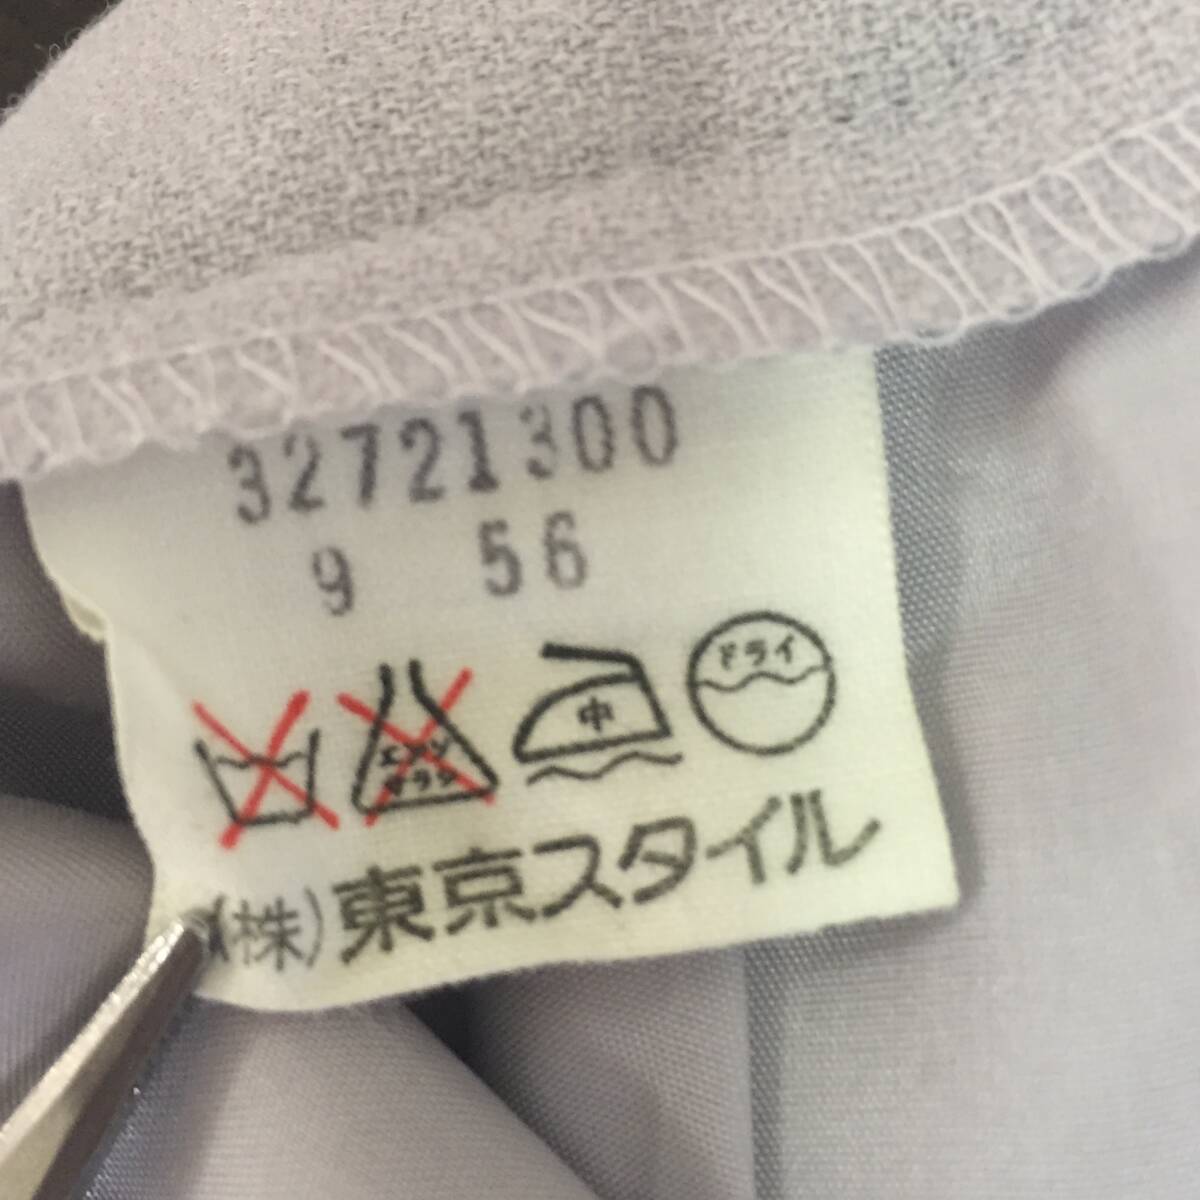 32721300
9 56
エンソ
サラシ
中
ドライ
(株)東京スタイル